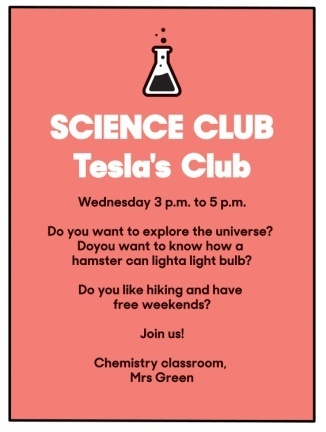 SCIENCE CLUB
Tesla's Club
Wednesday 3 p.m. to 5 p.m.
Do you want to explore the universe?
Doyou want to know how a
hamster can lighta light bulb?
Do you like hiking and have
free weekends?
Join us!
Chemistry classroom,
Mrs Green